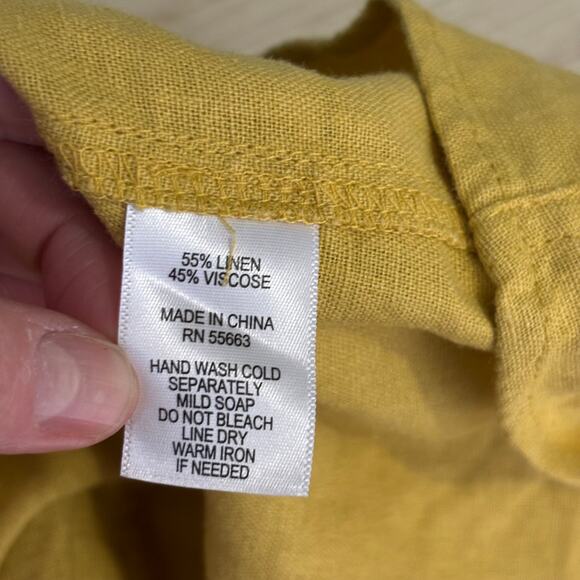 55% LINEN
45% VISCOSE
MADE IN CHINA
RN 55663
HAND WASH COLD
SEPARATELY
MILD SOAP
DO NOT BLEACH
LINE DRY
WARM IRON
IF NEEDED